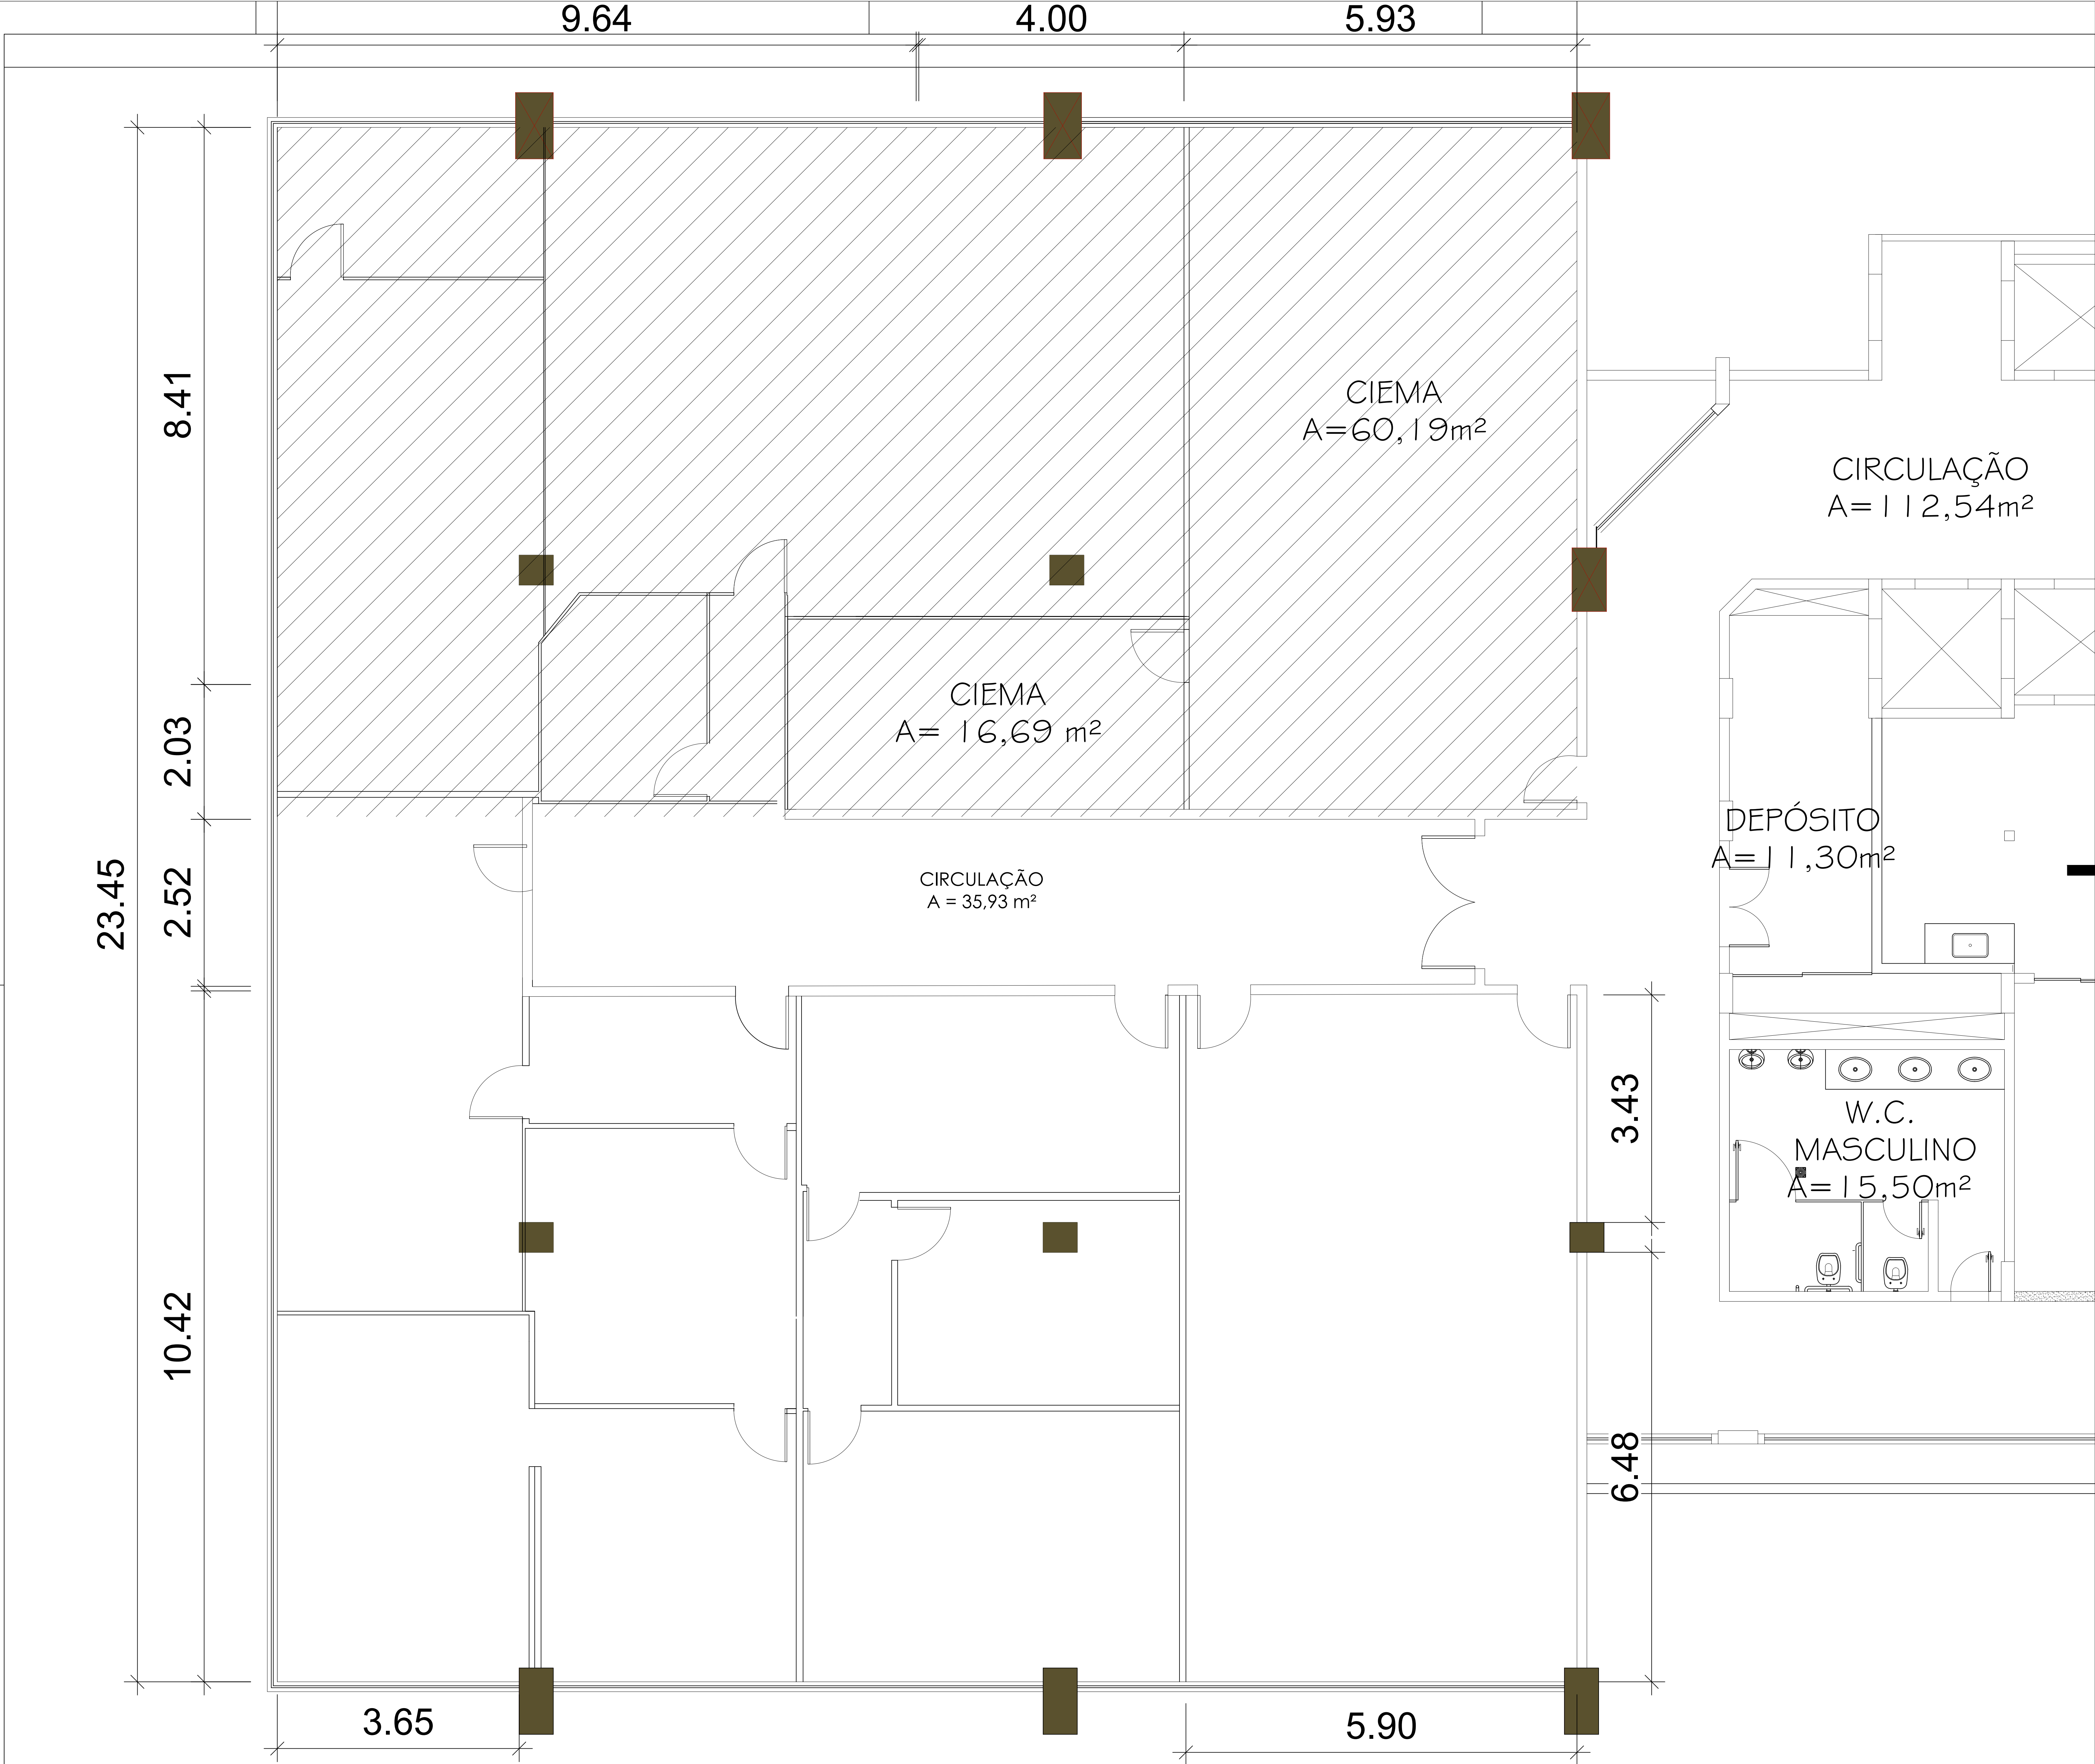 9.64
4.00
5.93
8.41
CIEMA
A=60,19m²
CIRCULAÇÃO
A=112,54m²
CIEMA
A= 16,69 m²
2.03
DEPÓSITO
A=11,30m²
23.45
2.52
CIRCULAÇÃO
A = 35,93 m²
3.43
W.C.
MASCULINO
A=15,50m²
10.42
6.48
3.65
5.90